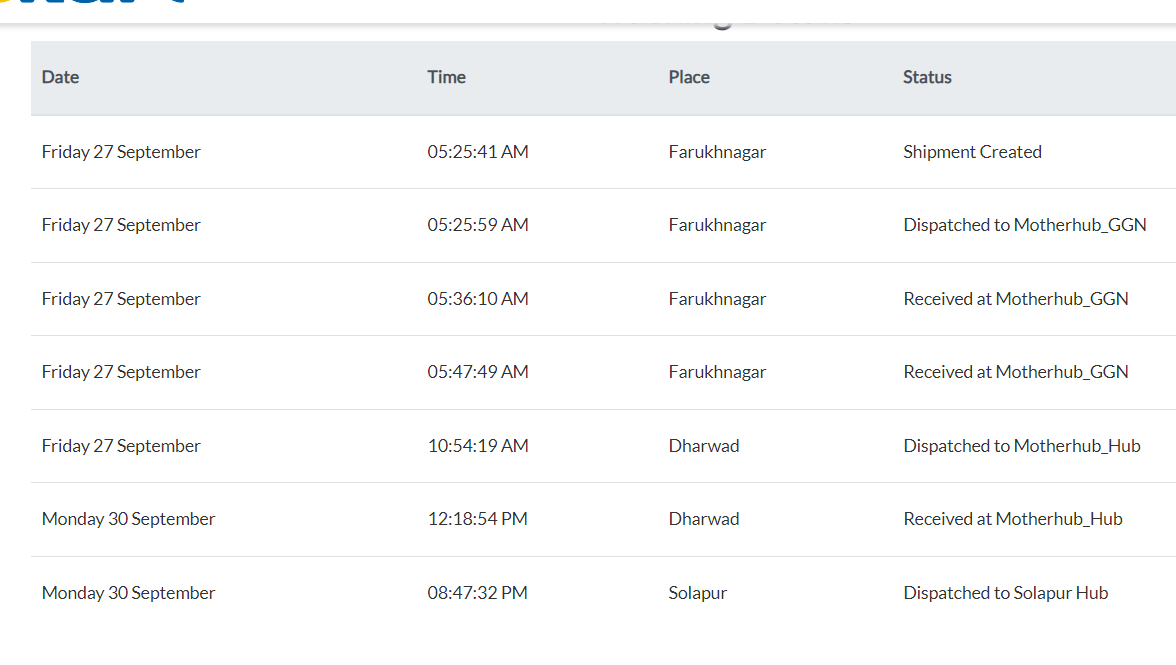 Date Time Place Status
Friday 27 September 05:25:41 AM Farukhnagar Shipment Created
Friday 27 September 05:25:59 AM Farukhnagar Dispatched to Motherhub_GGN
Friday 27 September 05:36:10 AM Farukhnagar Received at Motherhub_GGN
Friday 27 September 05:47:49 AM Farukhnagar Received at Motherhub_GGN
Friday 27 September 10:54:19 AM Dharwad Dispatched to Motherhub_Hub
Monday 30 September 12:18:54 PM Dharwad Received at Motherhub_Hub
Monday 30 September 08:47:32 PM Solapur Dispatched to Solapur Hub